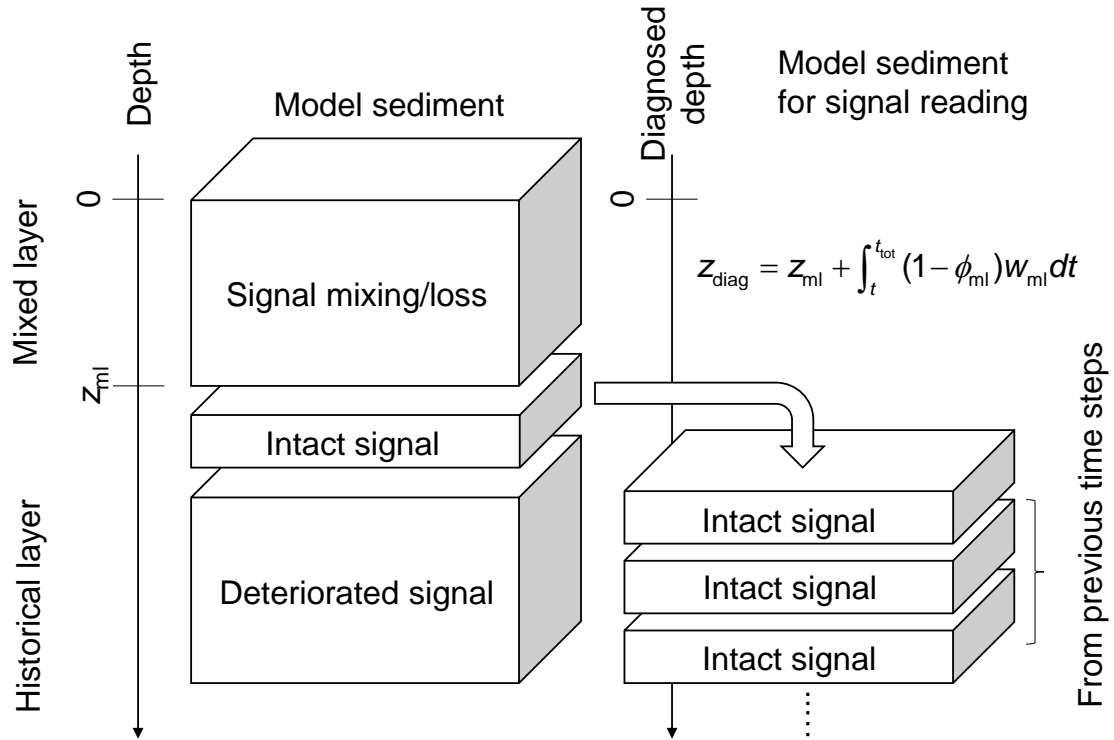 Depth
Model sediment
Diagnosed
depth
Model sediment
for signal reading
0
0
Mixed layer
Signal mixing/loss
z_diag = z_ml + ∫_t^{t_tot} (1 − ϕ_ml) w_ml dt
z_ml
Intact signal
Historical layer
Deteriorated signal
Intact signal
Intact signal
Intact signal
From previous time steps